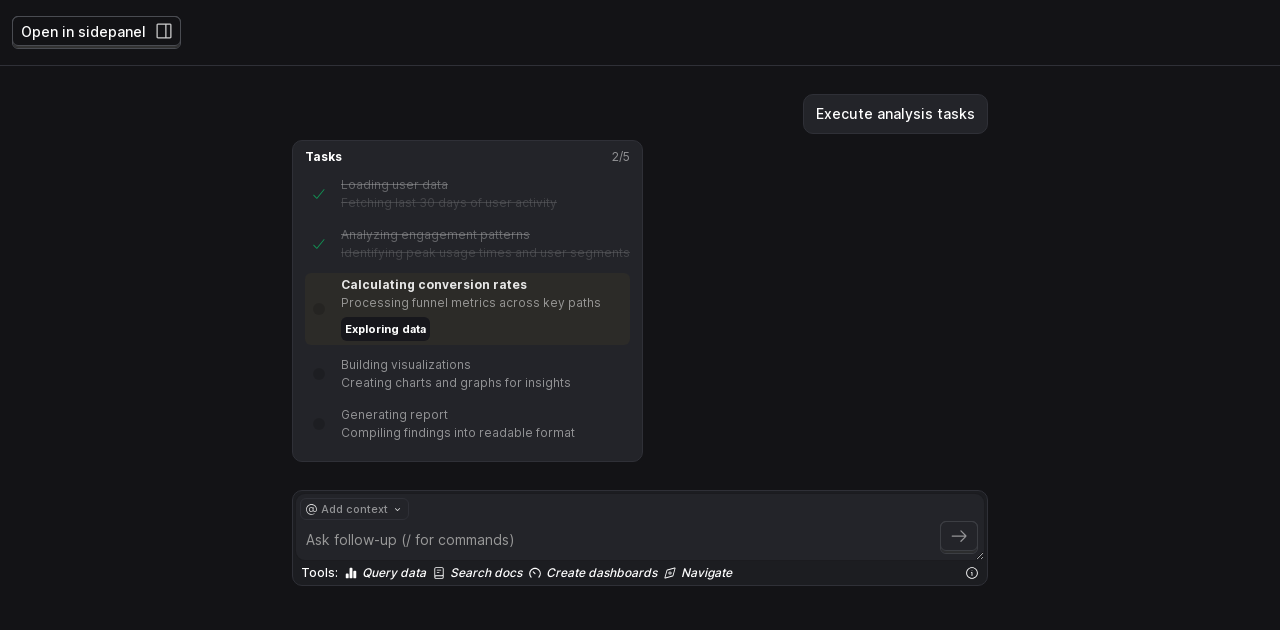 Open in sidepanel
Execute analysis tasks
Tasks 2/5
Loading user data
Fetching last 30 days of user activity
Analyzing engagement patterns
Identifying peak usage times and user segments
Calculating conversion rates
Processing funnel metrics across key paths
Exploring data
Building visualizations
Creating charts and graphs for insights
Generating report
Compiling findings into readable format
@ Add context
Ask follow-up (/ for commands)
Tools: Query data Search docs Create dashboards Navigate